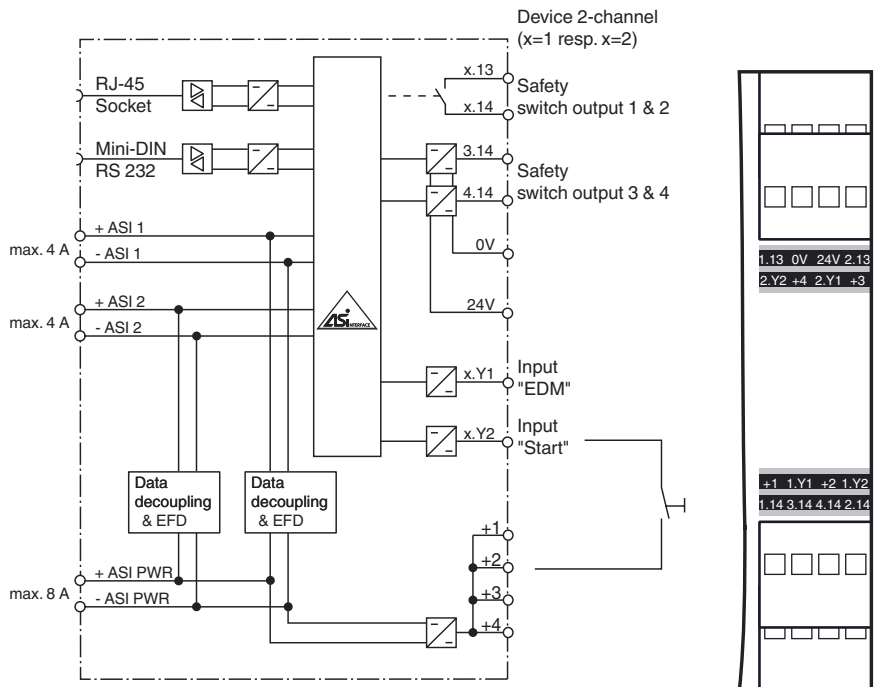 Device 2-channel
(x=1 resp. x=2)
RJ-45
Socket
x.13
x.14
Safety
switch output 1 & 2
Mini-DIN
RS 232
3.14
4.14
Safety
switch output 3 & 4
max. 4 A
+ ASI 1
- ASI 1
0V
max. 4 A
+ ASI 2
- ASI 2
24V
ASi
INTERFACE
x.Y1
Input
"EDM"
x.Y2
Input
"Start"
Data
decoupling
& EFD
Data
decoupling
& EFD
max. 8 A
+ ASI PWR
- ASI PWR
+1
+2
+3
+4
1.13 0V 24V 2.13
2.Y2 +4 2.Y1 +3
+1 1.Y1 +2 1.Y2
1.14 3.14 4.14 2.14